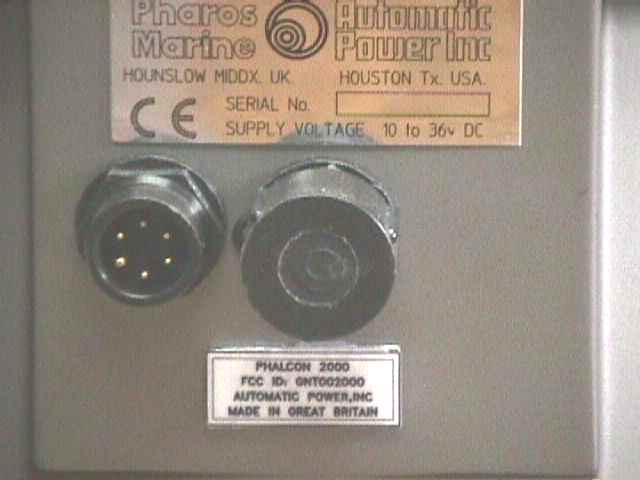 Pharos Automatic
Marine Power Inc
HOUNSLOW MIDDX. UK HOUSTON Tx. USA.
CE SERIAL No.
SUPPLY VOLTAGE 10 to 36v DC
PHALCON 2000
FCC ID: GNT002000
AUTOMATIC POWER,INC
MADE IN GREAT BRITAIN